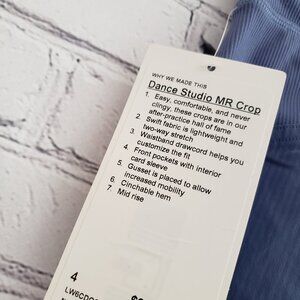 WHY WE MADE THIS
Dance Studio MR Crop
1. Easy, comfortable, and never
clingy, these crops are in our
after-practice hall of fame
2. Swift fabric is lightweight and
two-way stretch
3. Waistband drawcord helps you
customize the fit
4. Front pockets with interior
card sleeve
5. Gusset is placed to allow
increased mobility
6. Cinchable hem
7. Mid rise
4